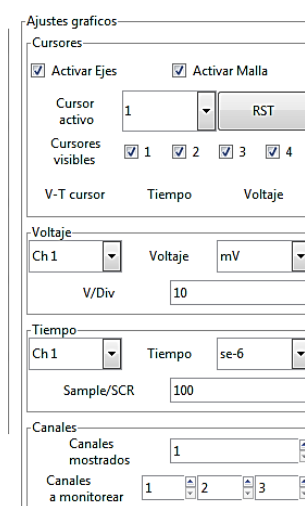 Ajustes graficos
Cursores
Activar Ejes Activar Malla
Cursor
activo
1 RST
Cursores
visibles
1 2 3 4
V-T cursor Tiempo Voltaje
Voltaje
Ch 1 Voltaje mV
V/Div 10
Tiempo
Ch 1 Tiempo se-6
Sample/SCR 100
Canales
Canales
mostrados
1
Canales
a monitorear
1 2 3